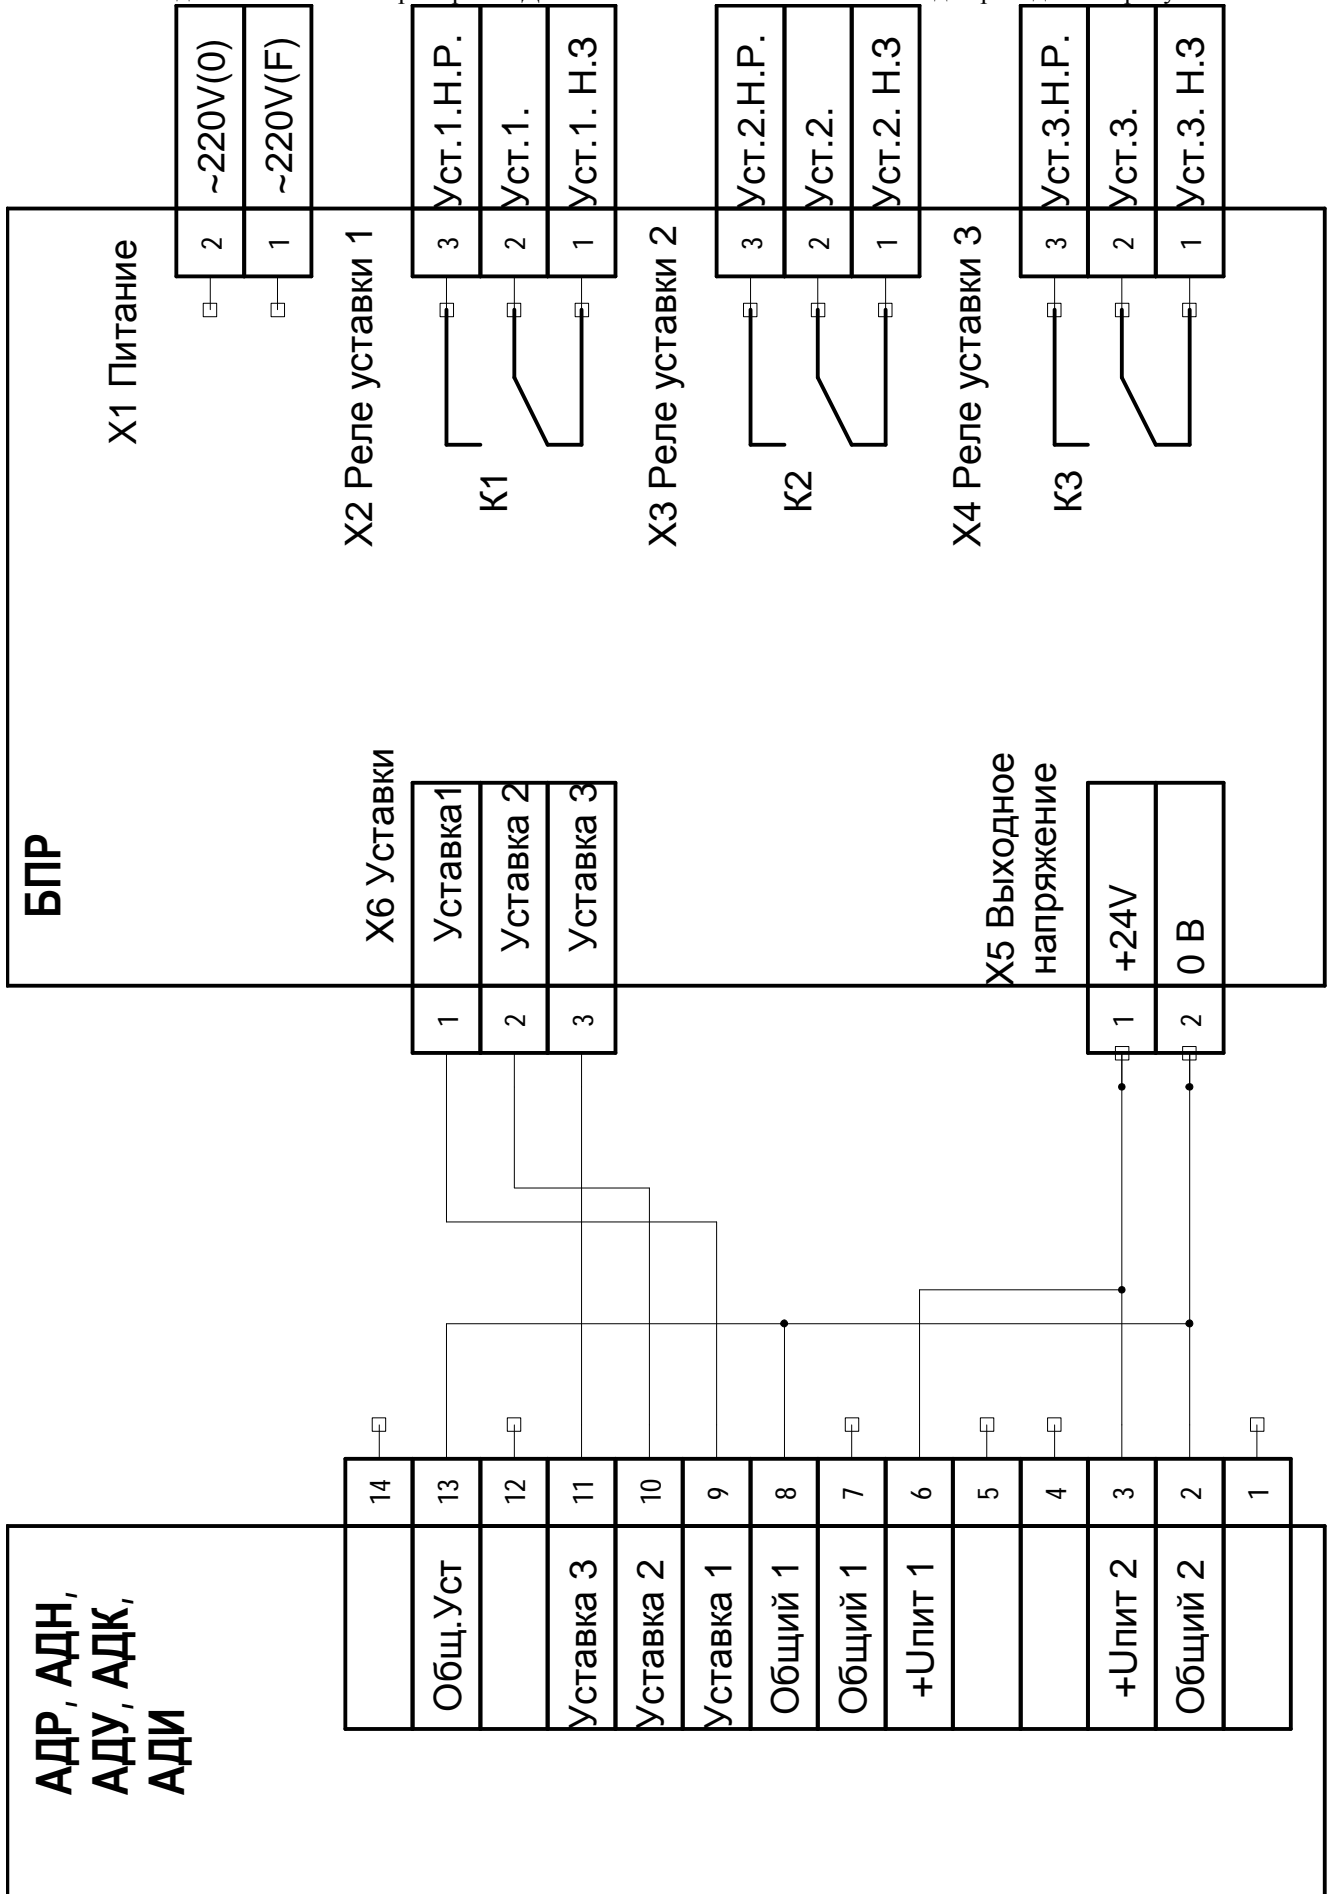 БПР
X1 Питание
2 ~220V(0)
1 ~220V(F)
X2 Реле уставки 1
3 Уст.1.Н.Р.
2 Уст.1.
1 Уст.1. Н.З
К1
X3 Реле уставки 2
3 Уст.2.Н.Р.
2 Уст.2.
1 Уст.2. Н.З
К2
X4 Реле уставки 3
3 Уст.3.Н.Р.
2 Уст.3.
1 Уст.3. Н.З
К3
X6 Уставки
1 Уставка1
2 Уставка 2
3 Уставка 3
X5 Выходное
напряжение
1 +24V
2 0 В
АДР, АДН,
АДУ, АДК,
АДИ
14
Общ.Уст 13
12
Уставка 3 11
Уставка 2 10
Уставка 1 9
Общий 1 8
Общий 1 7
+Uпит 1 6
5
4
+Uпит 2 3
Общий 2 2
1